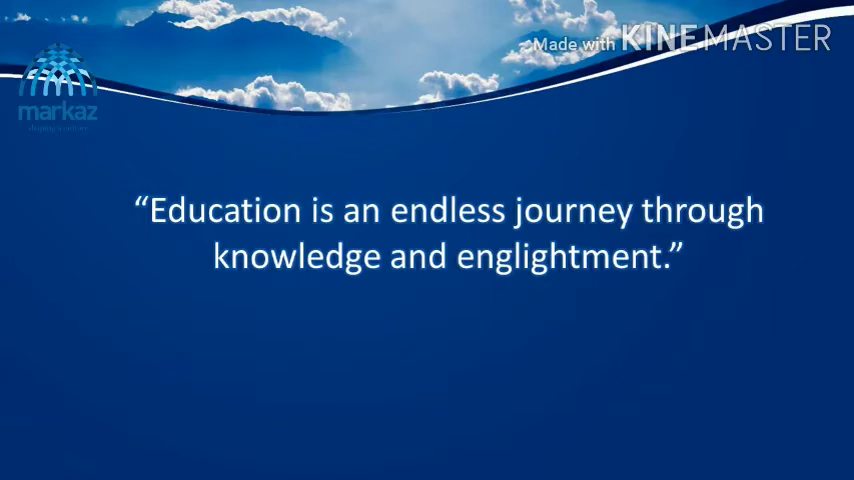 Made with KINEMASTER
markaz
“Education is an endless journey through
knowledge and englightment.”